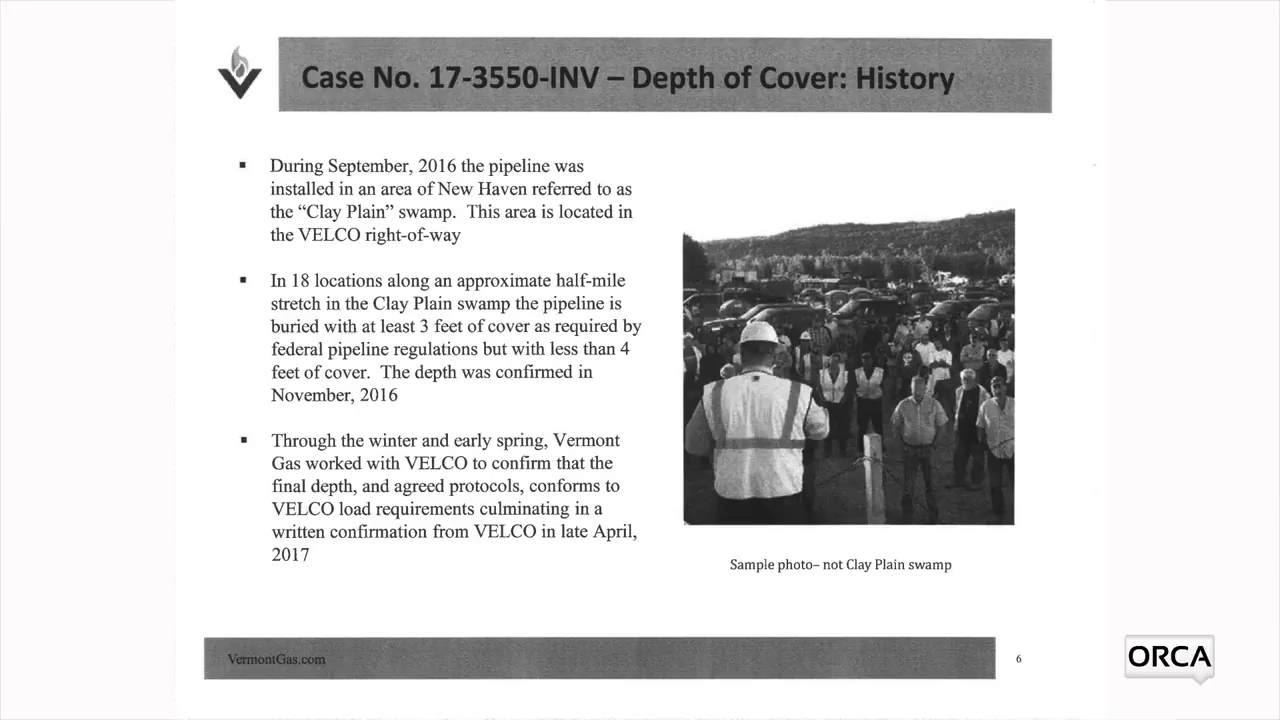 Case No. 17-3550-INV – Depth of Cover: History
▪ During September, 2016 the pipeline was
installed in an area of New Haven referred to as
the “Clay Plain” swamp. This area is located in
the VELCO right-of-way
▪ In 18 locations along an approximate half-mile
stretch in the Clay Plain swamp the pipeline is
buried with at least 3 feet of cover as required by
federal pipeline regulations but with less than 4
feet of cover. The depth was confirmed in
November, 2016
▪ Through the winter and early spring, Vermont
Gas worked with VELCO to confirm that the
final depth, and agreed protocols, conforms to
VELCO load requirements culminating in a
written confirmation from VELCO in late April,
2017
Sample photo– not Clay Plain swamp
VermontGas.com
6
ORCA